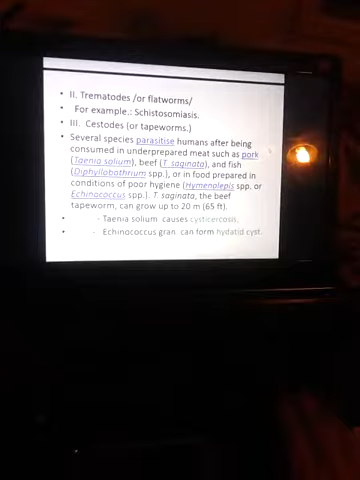 II. Trematodes /or flatworms/
For example.: Schistosomiasis.
III. Cestodes (or tapeworms,)
Several species parasitise humans after being
consumed in underprepared meat such as pork
(Taenia solium), beef (T. saginata), and fish
(Diphyllobothrium spp.), or in food prepared in
conditions of poor hygiene (Hymenolepis spp. or
Echinococcus spp.). T. saginata, the beef
tapeworm, can grow up to 20 m (65 ft).
- Taenia solium causes cysticercosis.
- Echinococcus gran. can form hydatid cyst.